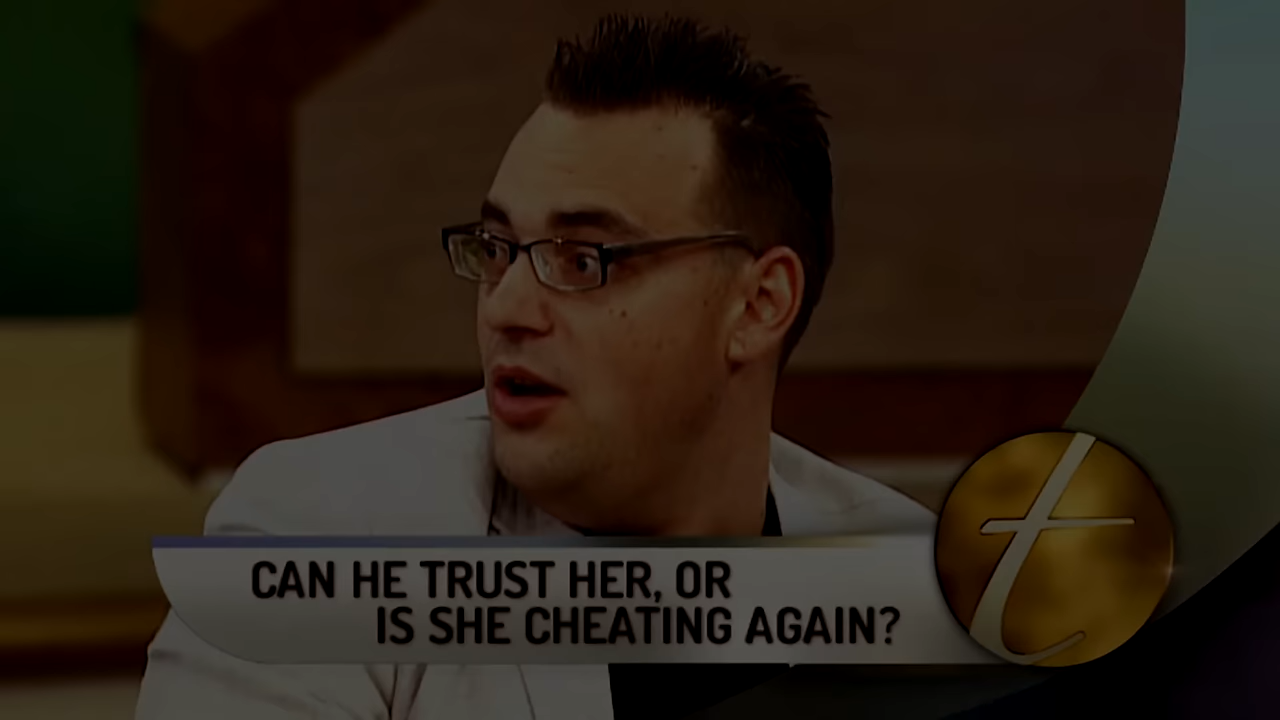 CAN HE TRUST HER, OR
IS SHE CHEATING AGAIN?
t